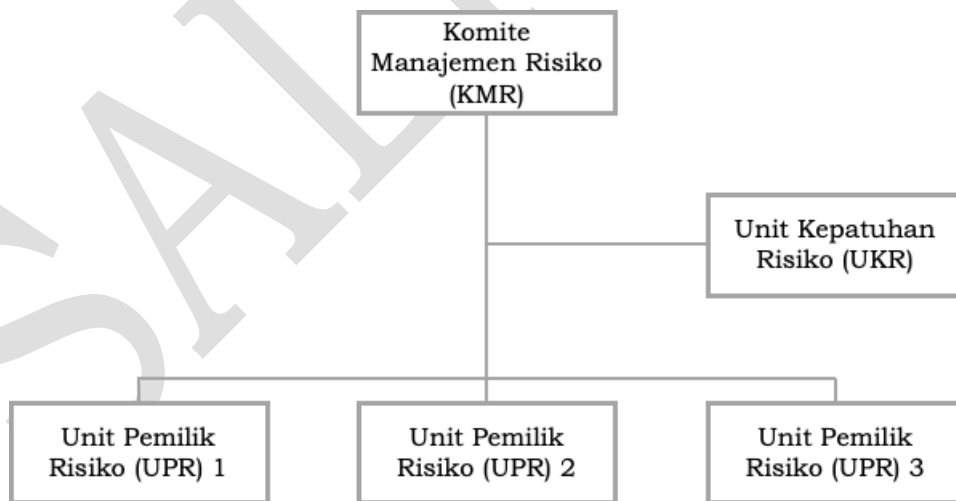 Komite
Manajemen Risiko
(KMR)
Unit Kepatuhan
Risiko (UKR)
Unit Pemilik
Risiko (UPR) 1
Unit Pemilik
Risiko (UPR) 2
Unit Pemilik
Risiko (UPR) 3